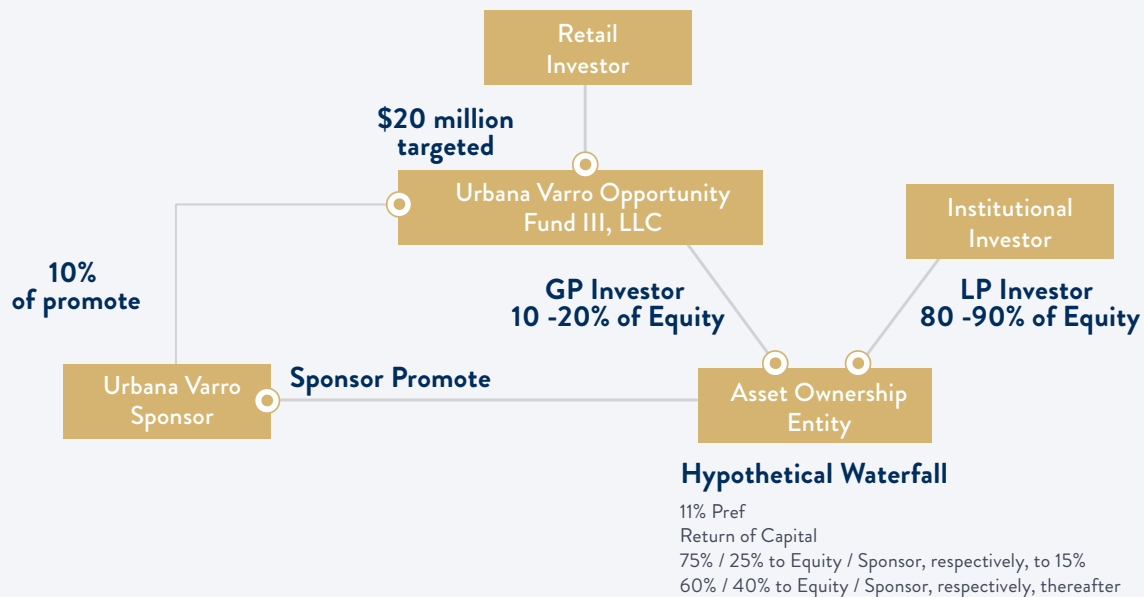 Retail
Investor
$20 million
targeted
Urbana Varro Opportunity
Fund III, LLC
Institutional
Investor
10%
of promote
GP Investor
10 -20% of Equity
LP Investor
80 -90% of Equity
Urbana Varro
Sponsor
Sponsor Promote
Asset Ownership
Entity
Hypothetical Waterfall
11% Pref
Return of Capital
75% / 25% to Equity / Sponsor, respectively, to 15%
60% / 40% to Equity / Sponsor, respectively, thereafter